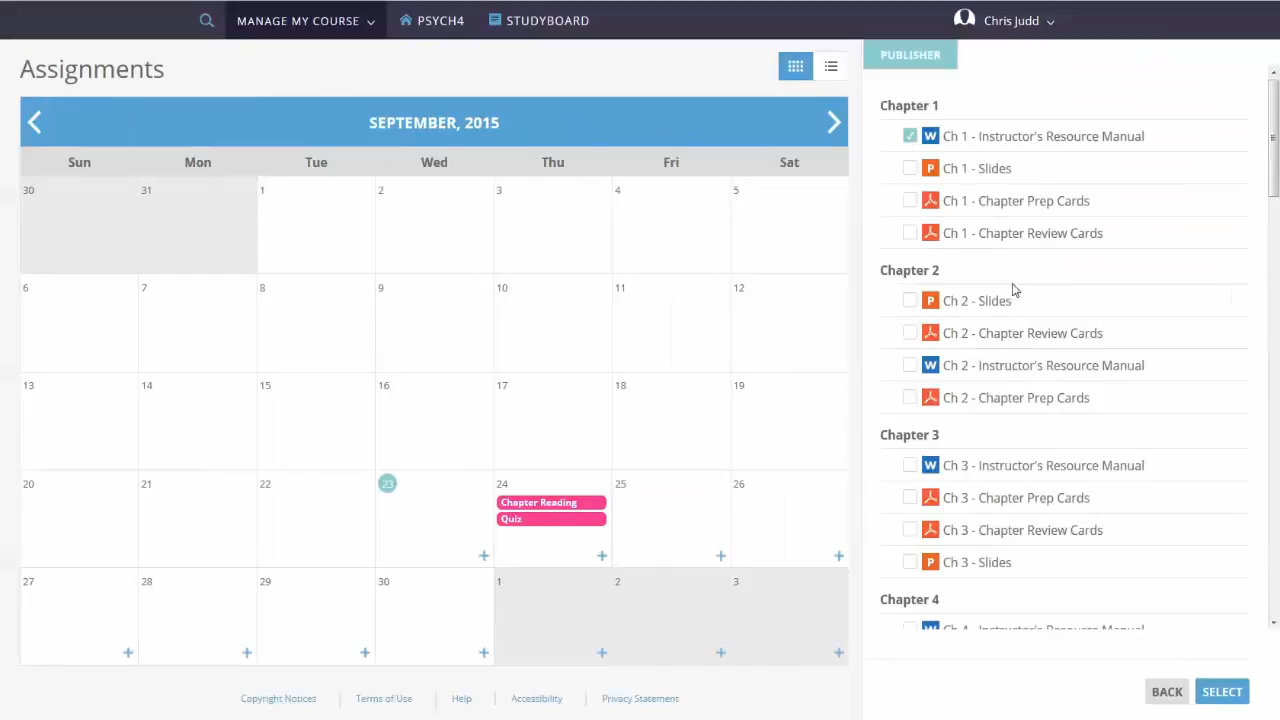 MANAGE MY COURSE PSYCH4 STUDYBOARD Chris Judd
Assignments
SEPTEMBER, 2015
Sun Mon Tue Wed Thu Fri Sat
30 31 1 2 3 4 5
6 7 8 9 10 11 12
13 14 15 16 17 18 19
20 21 22 23 24 25 26
Chapter Reading
Quiz
+ + + +
27 28 29 30 1 2 3
+ + + + + + +
Copyright Notices Terms of Use Help Accessibility Privacy Statement
PUBLISHER
Chapter 1
W Ch 1 - Instructor's Resource Manual
P Ch 1 - Slides
Ch 1 - Chapter Prep Cards
Ch 1 - Chapter Review Cards
Chapter 2
P Ch 2 - Slides
Ch 2 - Chapter Review Cards
W Ch 2 - Instructor's Resource Manual
Ch 2 - Chapter Prep Cards
Chapter 3
W Ch 3 - Instructor's Resource Manual
Ch 3 - Chapter Prep Cards
Ch 3 - Chapter Review Cards
P Ch 3 - Slides
Chapter 4
W Ch 4 - Instructor's Resource Manual
BACK SELECT